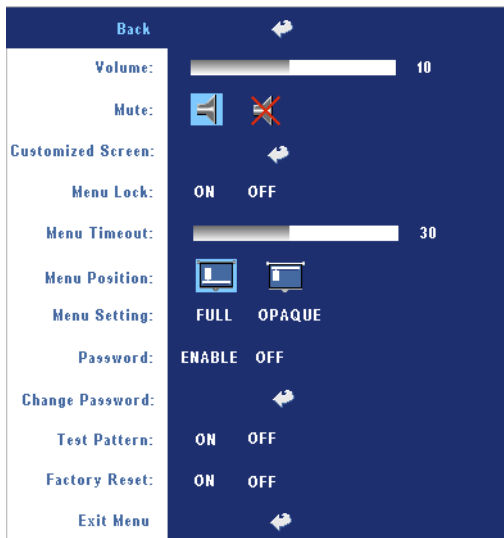 Back
Volume: 10
Mute:
Customized Screen:
Menu Lock: ON OFF
Menu Timeout: 30
Menu Position:
Menu Setting: FULL OPAQUE
Password: ENABLE OFF
Change Password:
Test Pattern: ON OFF
Factory Reset: ON OFF
Exit Menu